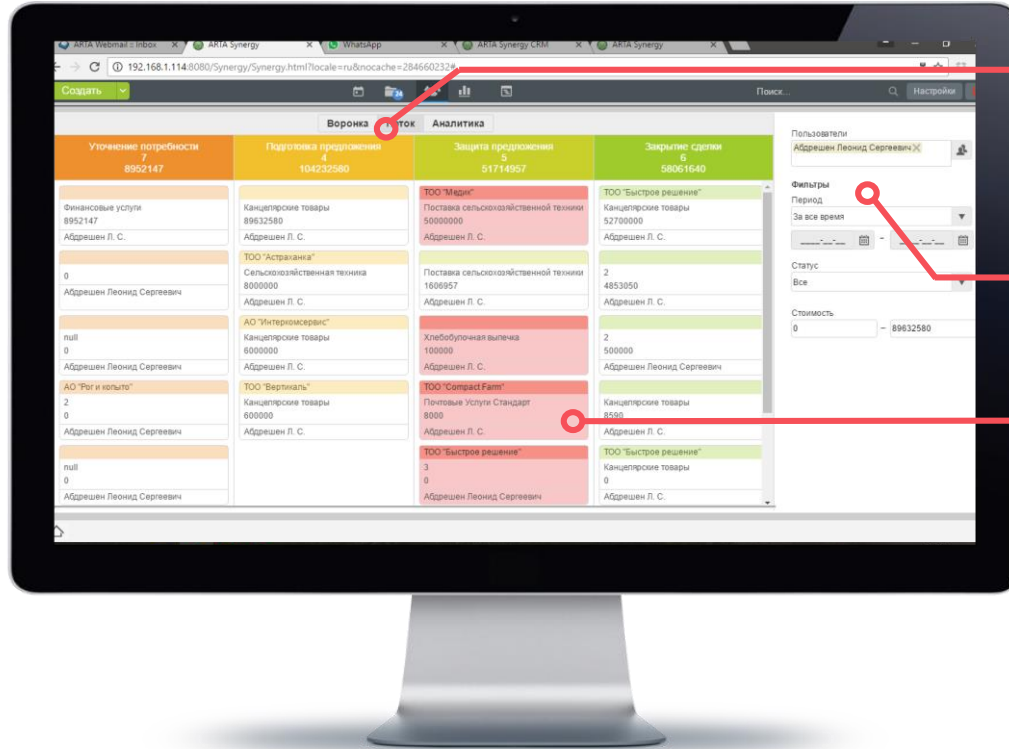 ARTA Webmail :: Inbox
ARTA Synergy
WhatsApp
ARTA Synergy CRM
ARTA Synergy
192.168.1.114:8080/Synergy/Synergy.html?locale=ru&nocache=284660232#
Создать
Поиск...
Настройки
Воронка
Аналитика
Уточнение потребности
7
8952147
Подготовка предложения
4
104232580
Защита предложения
5
51714957
Закрытие сделки
6
58061640
Финансовые услуги
8952147
Абдрешен Л. С.
0
Абдрешен Леонид Сергеевич
null
0
Абдрешен Леонид Сергеевич
АО "Рог и копыто"
2
0
Абдрешен Леонид Сергеевич
null
0
Абдрешен Леонид Сергеевич
Канцелярские товары
89632580
Абдрешен Л. С.
ТОО "Астраханка"
Сельскохозяйственная техника
8000000
Абдрешен Л. С.
АО "Интеркомсервис"
Канцелярские товары
6000000
Абдрешен Л. С.
ТОО "Вертикаль"
Канцелярские товары
600000
Абдрешен Л. С.
ТОО "Медик"
Поставка сельскохозяйственной техники
50000000
Абдрешен Л. С.
Поставка сельскохозяйственной техники
1606957
Абдрешен Л. С.
Хлебобулочная выпечка
100000
Абдрешен Л. С.
ТОО "Compact Farm"
Почтовые Услуги Стандарт
8000
Абдрешен Л. С.
ТОО "Быстрое решение"
3
0
Абдрешен Леонид Сергеевич
ТОО "Быстрое решение"
Канцелярские товары
52700000
Абдрешен Л. С.
2
4853050
Абдрешен Л. С.
2
500000
Абдрешен Леонид Сергеевич
Канцелярские товары
8590
Абдрешен Л. С.
ТОО "Быстрое решение"
Канцелярские товары
0
Абдрешен Л. С.
Пользователи
Абдрешен Леонид Сергеевич
Фильтры
Период
За все время
Статус
Все
Стоимость
0 – 89632580